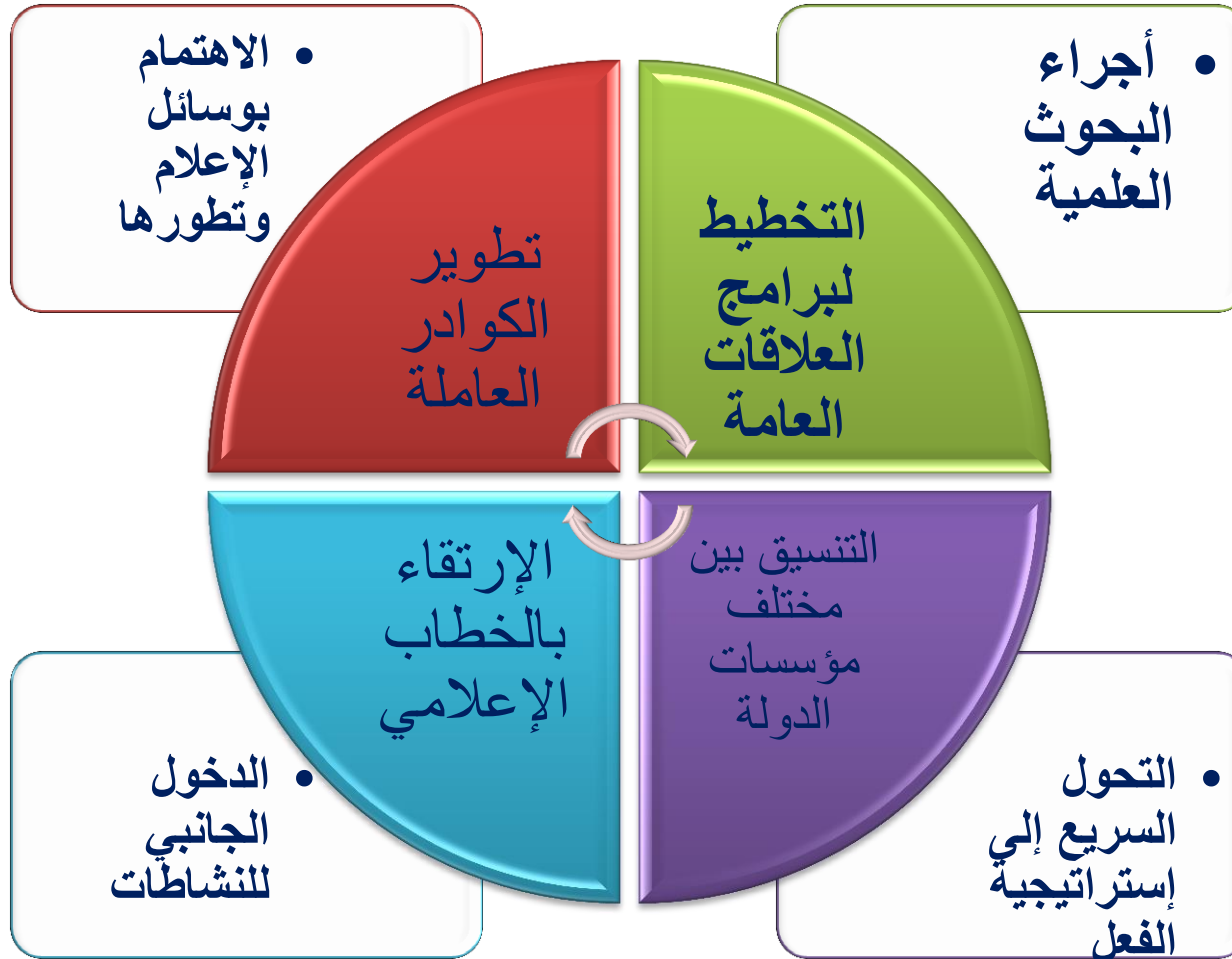 • أجراء
البحوث
العلمية
التخطيط
لبرامج
العلاقات
العامة
• الاهتمام
بوسائل
الإعلام
وتطورها
تطوير
الكوادر
العاملة
التنسيق بين
مختلف
مؤسسات
الدولة
• التحول
السريع إلي
إستراتيجية
الفعل
الإرتقاء
بالخطاب
الإعلامي
• الدخول
الجانبي
للنشاطات